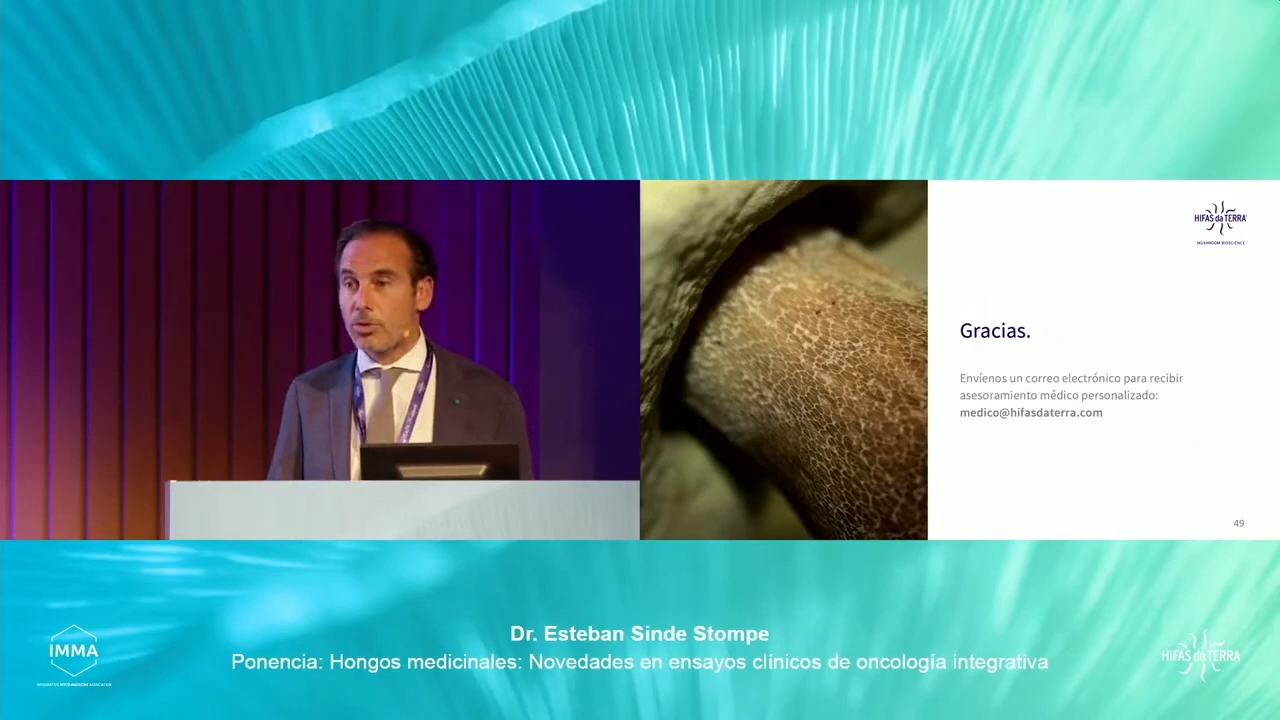 HIFAS da TERRA
MUSHROOM BIOSCIENCE
Gracias.
Envíenos un correo electrónico para recibir
asesoramiento médico personalizado:
medico@hifasdaterra.com
49
Dr. Esteban Sinde Stompe
Ponencia: Hongos medicinales: Novedades en ensayos clínicos de oncología integrativa
IMMA
HIFAS da TERRA